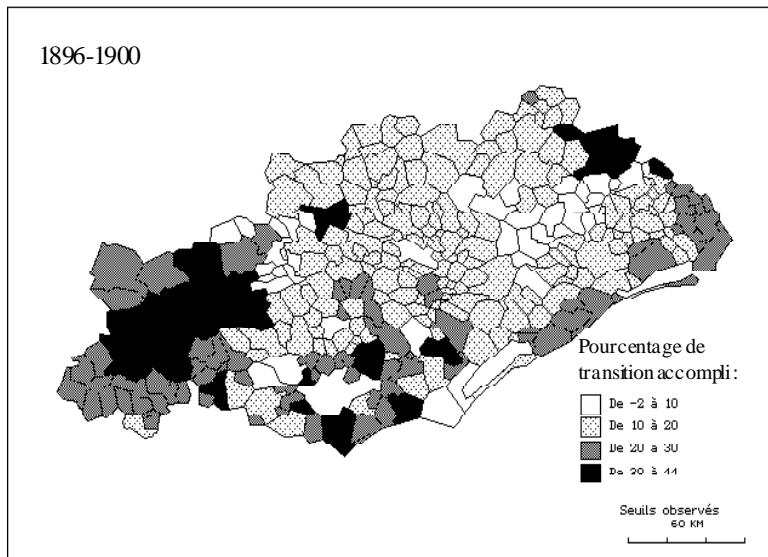 1896-1900
Pourcentage de
transition accompli :
De -2 à 10
De 10 à 20
De 20 a 30
De 30 à 44
Seuils observés
60 KM